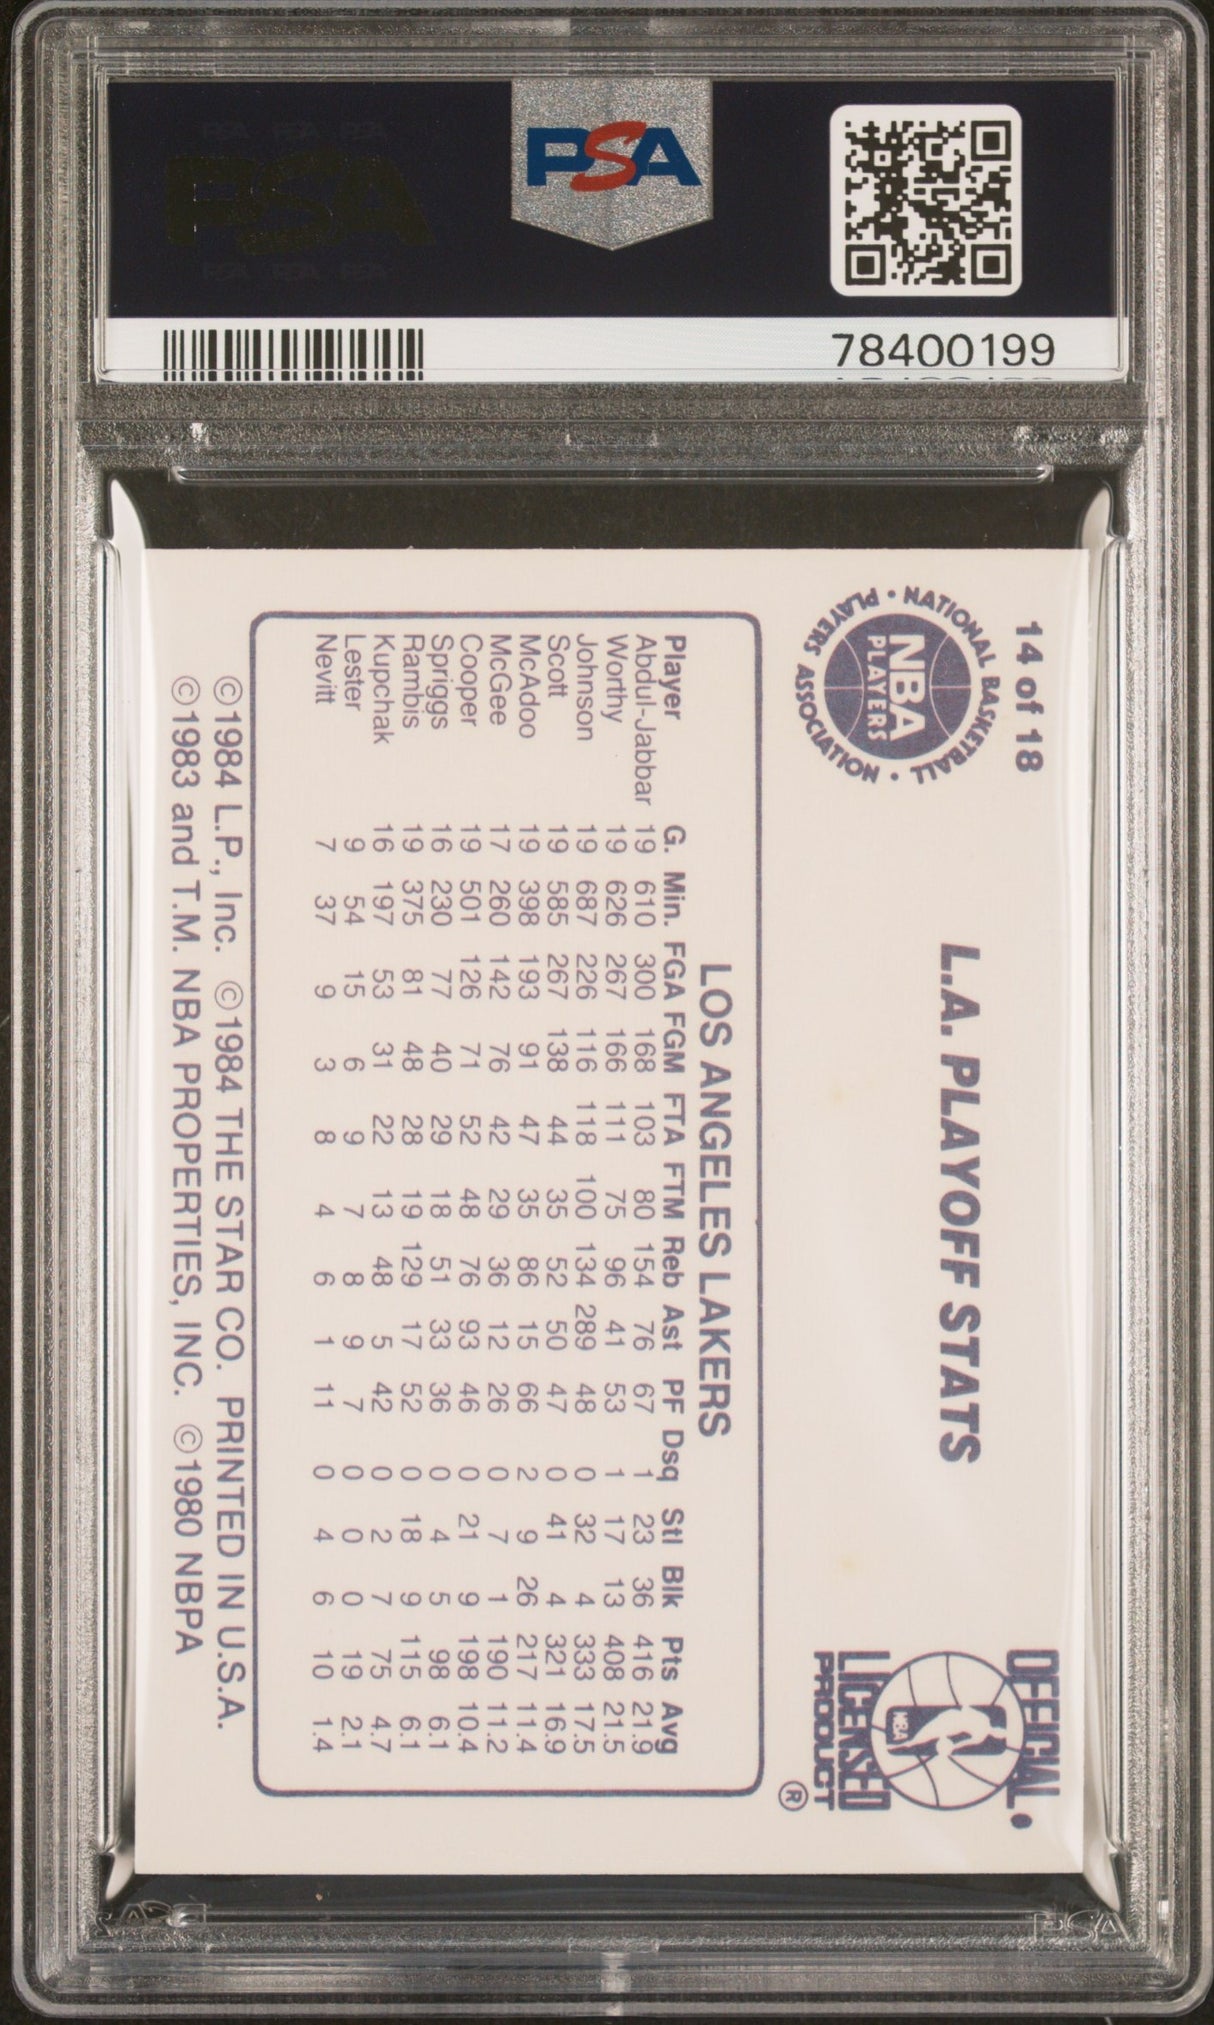 PSA
78400199
14 of 18
NATIONAL BASKETBALL
PLAYERS ASSOCIATION
NBA
PLAYERS
L.A. PLAYOFF STATS
OFFICIAL
NBA
LICENSED
PRODUCT
®
LOS ANGELES LAKERS
Player G. Min. FGA FGM FTA FTM Reb Ast PF Dsq Stl Blk Pts Avg
Abdul-Jabbar 19 610 300 168 103 80 154 76 67 1 23 36 416 21.9
Worthy 19 626 267 166 111 75 96 41 53 1 17 13 408 21.5
Johnson 19 687 226 116 118 100 134 289 48 0 32 4 333 17.5
Scott 19 585 267 138 44 35 52 50 47 0 41 4 321 16.9
McAdoo 19 398 193 91 47 35 86 15 66 2 9 26 217 11.4
McGee 17 260 142 76 42 29 36 12 26 0 7 1 190 11.2
Cooper 19 501 126 71 52 48 76 93 46 0 21 9 198 10.4
Spriggs 16 230 77 40 29 18 51 33 36 0 4 5 98 6.1
Rambis 19 375 81 48 28 19 129 17 52 0 18 9 115 6.1
Kupchak 16 197 53 31 22 13 48 5 42 0 2 7 75 4.7
Lester 9 54 15 6 9 7 8 9 7 0 0 0 19 2.1
Nevitt 7 37 9 3 8 4 6 1 11 0 4 6 10 1.4
©1984 L.P., Inc. ©1984 THE STAR CO. PRINTED IN U.S.A.
©1983 and T.M. NBA PROPERTIES, INC. ©1980 NBPA
PSA
PSA